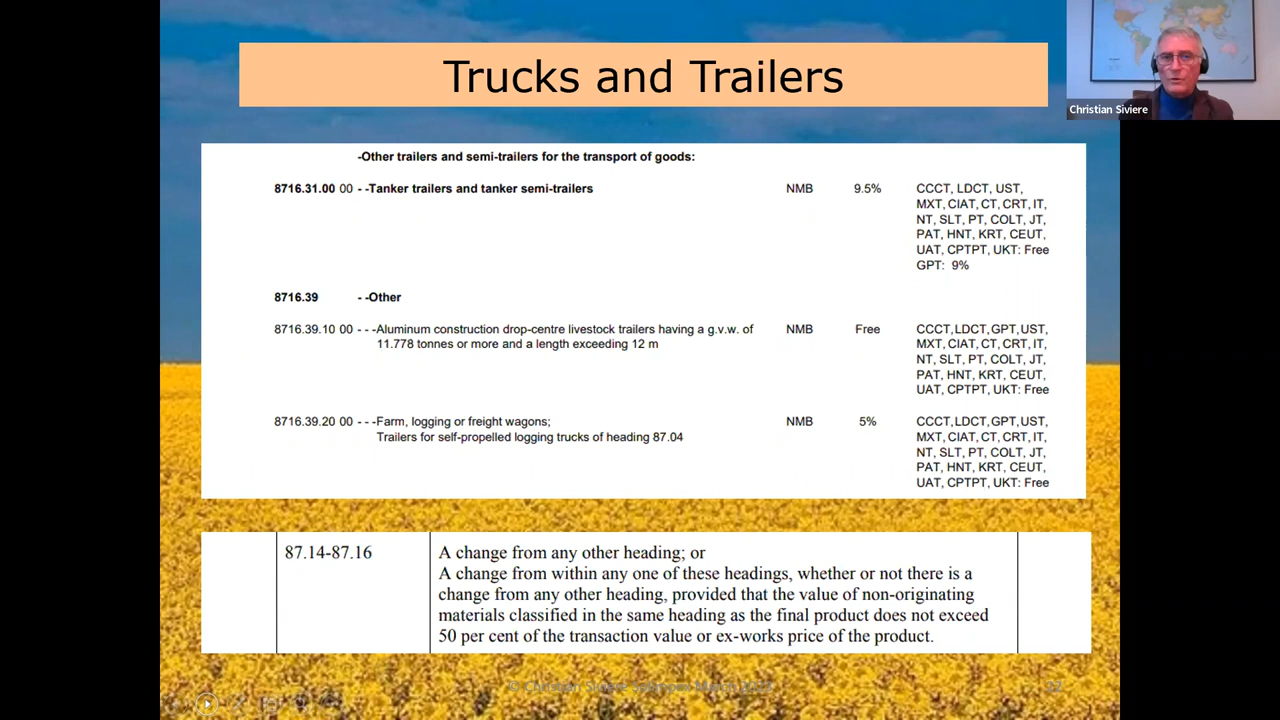 Trucks and Trailers
Christian Siviere
-Other trailers and semi-trailers for the transport of goods:
8716.31.00 00 - -Tanker trailers and tanker semi-trailers NMB 9.5% CCCT, LDCT, UST,
MXT, CIAT, CT, CRT, IT,
NT, SLT, PT, COLT, JT,
PAT, HNT, KRT, CEUT,
UAT, CPTPT, UKT: Free
GPT: 9%
8716.39 - -Other
8716.39.10 00 - - -Aluminum construction drop-centre livestock trailers having a g.v.w. of NMB Free CCCT, LDCT, GPT, UST,
11.778 tonnes or more and a length exceeding 12 m MXT, CIAT, CT, CRT, IT,
NT, SLT, PT, COLT, JT,
PAT, HNT, KRT, CEUT,
UAT, CPTPT, UKT: Free
8716.39.20 00 - - -Farm, logging or freight wagons; NMB 5% CCCT, LDCT, GPT, UST,
Trailers for self-propelled logging trucks of heading 87.04 MXT, CIAT, CT, CRT, IT,
NT, SLT, PT, COLT, JT,
PAT, HNT, KRT, CEUT,
UAT, CPTPT, UKT: Free
87.14-87.16 A change from any other heading; or
A change from within any one of these headings, whether or not there is a
change from any other heading, provided that the value of non-originating
materials classified in the same heading as the final product does not exceed
50 per cent of the transaction value or ex-works price of the product.
© Christian Siviere March